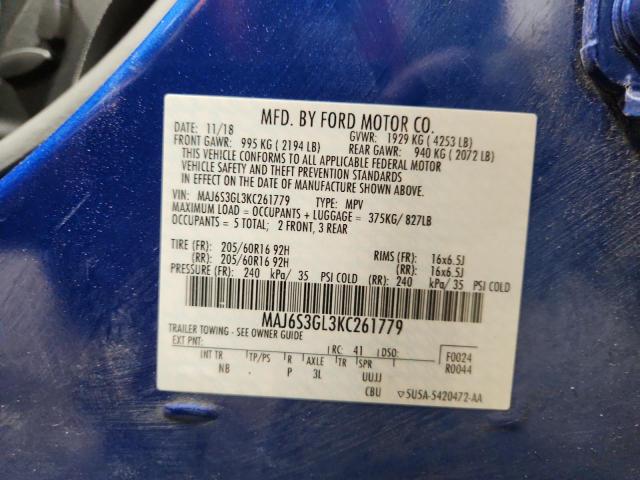 MFD. BY FORD MOTOR CO.
DATE: 11/18 GVWR: 1929 KG ( 4253 LB)
FRONT GAWR: 995 KG ( 2194 LB) REAR GAWR: 940 KG ( 2072 LB)
THIS VEHICLE CONFORMS TO ALL APPLICABLE FEDERAL MOTOR
VEHICLE SAFETY AND THEFT PREVENTION STANDARDS
IN EFFECT ON THE DATE OF MANUFACTURE SHOWN ABOVE.
VIN: MAJ6S3GL3KC261779 TYPE: MPV
MAXIMUM LOAD = OCCUPANTS + LUGGAGE = 375KG/ 827LB
OCCUPANTS = 5 TOTAL; 2 FRONT, 3 REAR
TIRE (FR): 205/60R16 92H RIMS (FR): 16x6.5J
(RR): 205/60R16 92H (RR): 16x6.5J
PRESSURE (FR): 240 kPa/ 35 PSI COLD (RR): 240 kPa/ 35 PSI COLD
MAJ6S3GL3KC261779
TRAILER TOWING - SEE OWNER GUIDE
EXT PNT: RC: 41 DSO: F0024
R0044
INT TR TP/PS R AXLE TR SPR
NB P 3L UUJJ
CBU ▽5U5A-5420472-AA